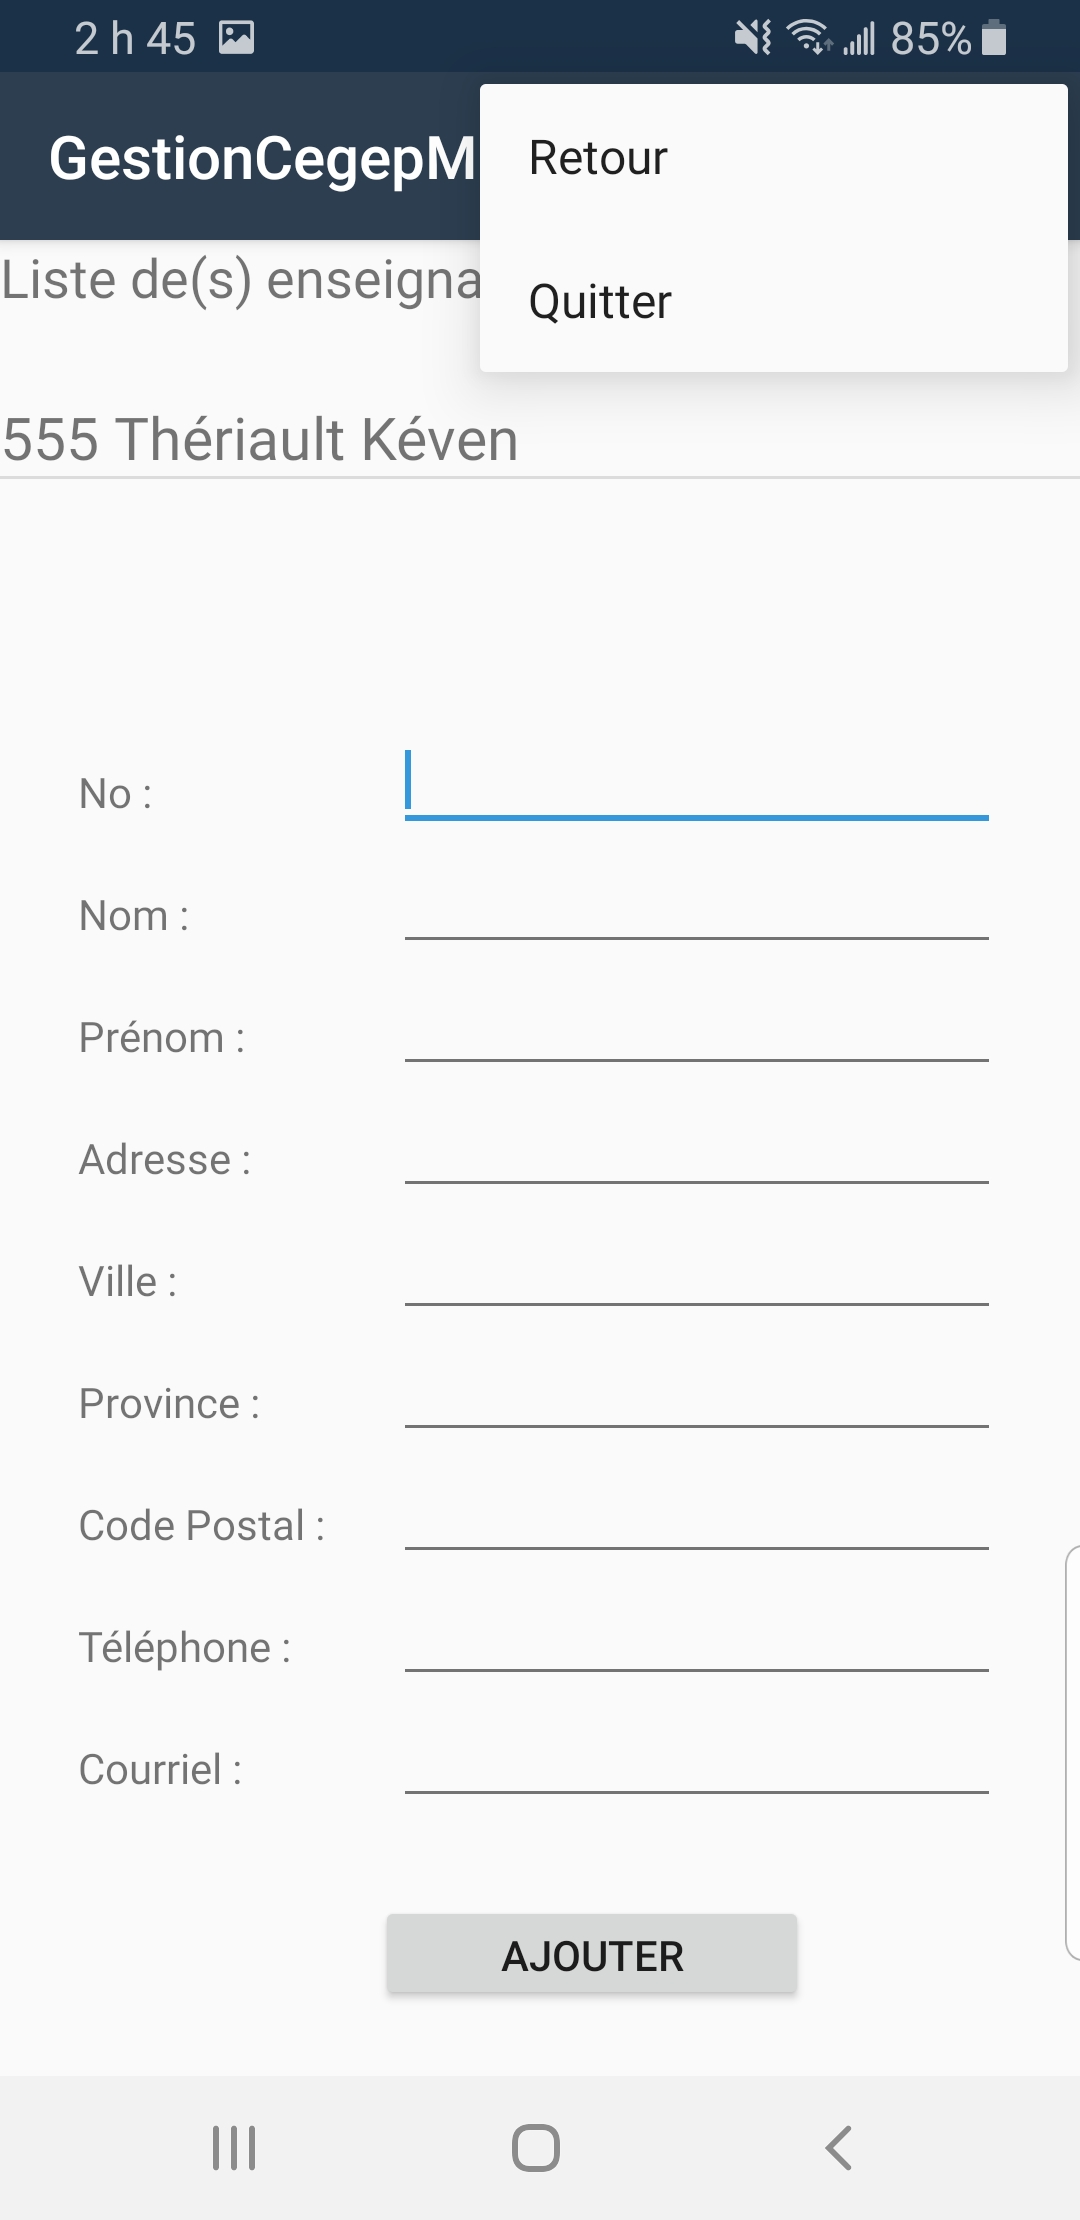 2 h 45
85%
GestionCegepM
Retour
Quitter
Liste de(s) enseigna
555 Thériault Kéven
No :
Nom :
Prénom :
Adresse :
Ville :
Province :
Code Postal :
Téléphone :
Courriel :
AJOUTER